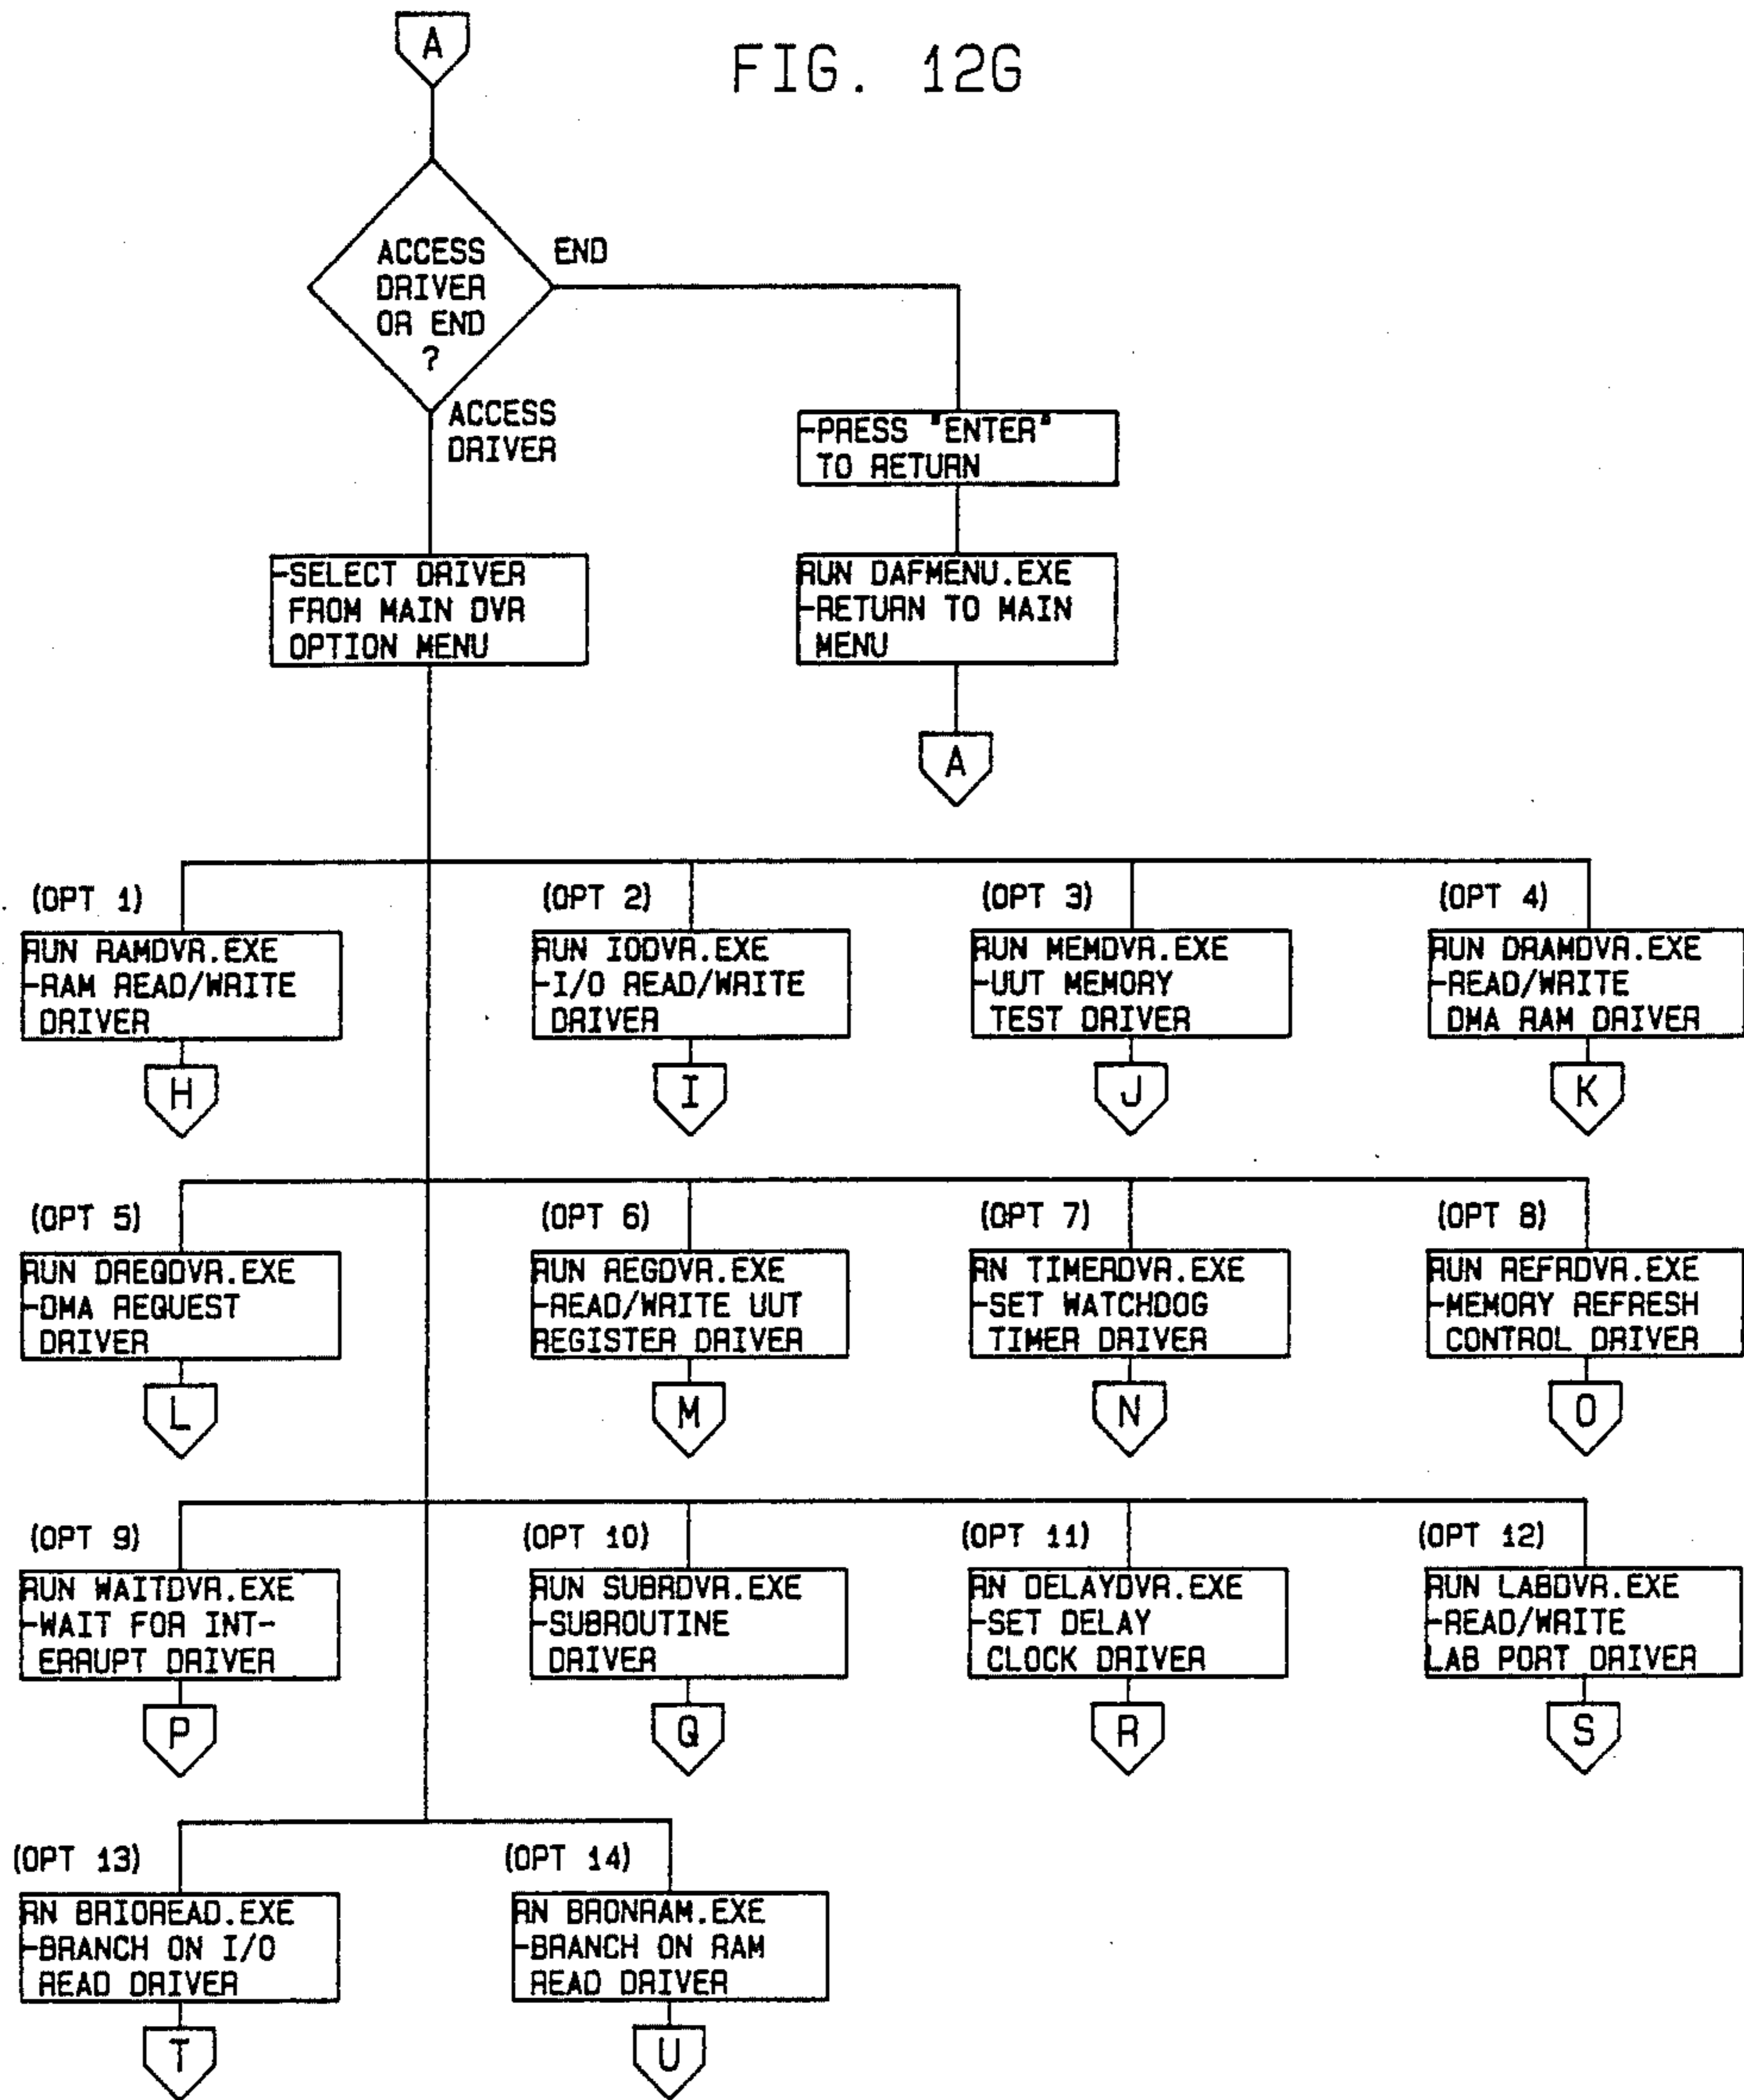 A
FIG. 12G
ACCESS
DRIVER
OR END
?
END
ACCESS
DRIVER
-PRESS "ENTER"
TO RETURN
-SELECT DRIVER
FROM MAIN DVR
OPTION MENU
RUN DAFMENU.EXE
-RETURN TO MAIN
MENU
A
(OPT 1)
RUN RAMDVR.EXE
-RAM READ/WRITE
DRIVER
H
(OPT 2)
RUN IODVR.EXE
-I/O READ/WRITE
DRIVER
I
(OPT 3)
RUN MEMDVR.EXE
-UUT MEMORY
TEST DRIVER
J
(OPT 4)
RUN DRAMDVR.EXE
-READ/WRITE
DMA RAM DRIVER
K
(OPT 5)
RUN DREQDVR.EXE
-DMA REQUEST
DRIVER
L
(OPT 6)
RUN REGDVR.EXE
-READ/WRITE UUT
REGISTER DRIVER
M
(OPT 7)
RN TIMERDVR.EXE
-SET WATCHDOG
TIMER DRIVER
N
(OPT 8)
RUN REFRDVR.EXE
-MEMORY REFRESH
CONTROL DRIVER
O
(OPT 9)
RUN WAITDVR.EXE
-WAIT FOR INT-
ERRUPT DRIVER
P
(OPT 10)
RUN SUBRDVR.EXE
-SUBROUTINE
DRIVER
Q
(OPT 11)
RN DELAYDVR.EXE
-SET DELAY
CLOCK DRIVER
R
(OPT 12)
RUN LABDVR.EXE
-READ/WRITE
LAB PORT DRIVER
S
(OPT 13)
RN BRIOREAD.EXE
-BRANCH ON I/O
READ DRIVER
T
(OPT 14)
RN BRONRAM.EXE
-BRANCH ON RAM
READ DRIVER
U